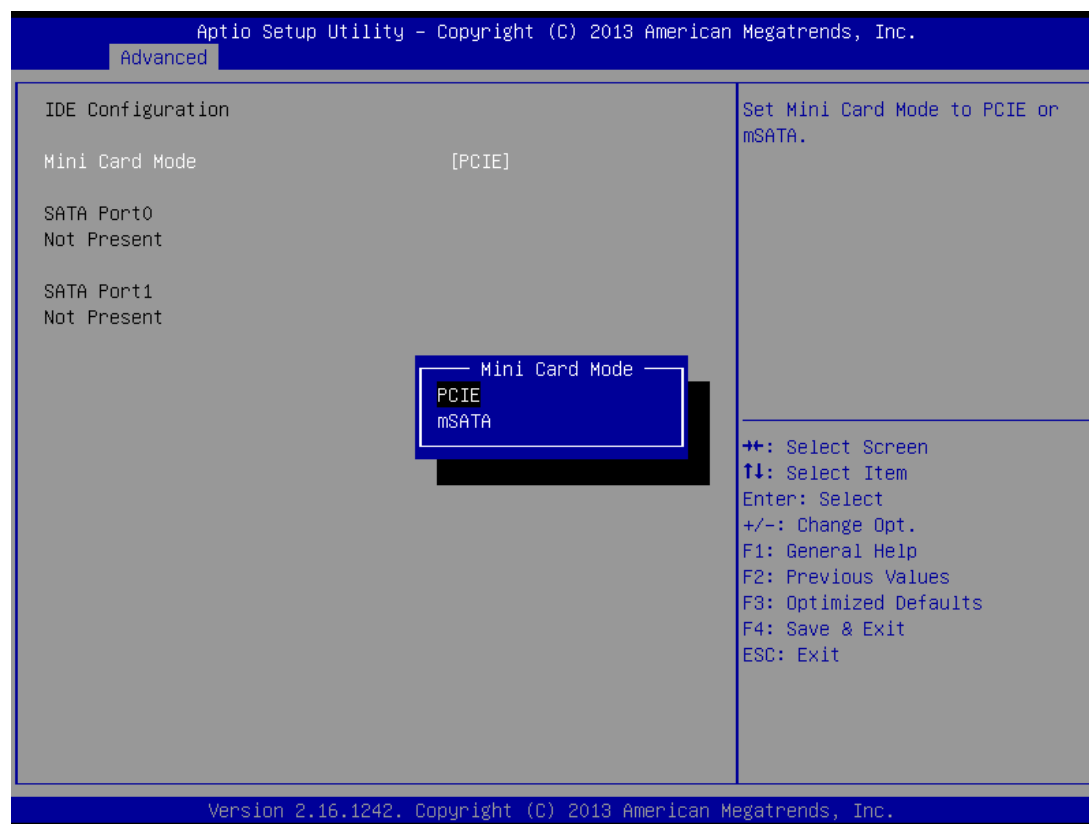 Aptio Setup Utility – Copyright (C) 2013 American Megatrends, Inc.
Advanced
IDE Configuration
Mini Card Mode [PCIE]
SATA Port0
Not Present
SATA Port1
Not Present
Mini Card Mode
PCIE
mSATA
Set Mini Card Mode to PCIE or
mSATA.
→←: Select Screen
↑↓: Select Item
Enter: Select
+/-: Change Opt.
F1: General Help
F2: Previous Values
F3: Optimized Defaults
F4: Save & Exit
ESC: Exit
Version 2.16.1242. Copyright (C) 2013 American Megatrends, Inc.